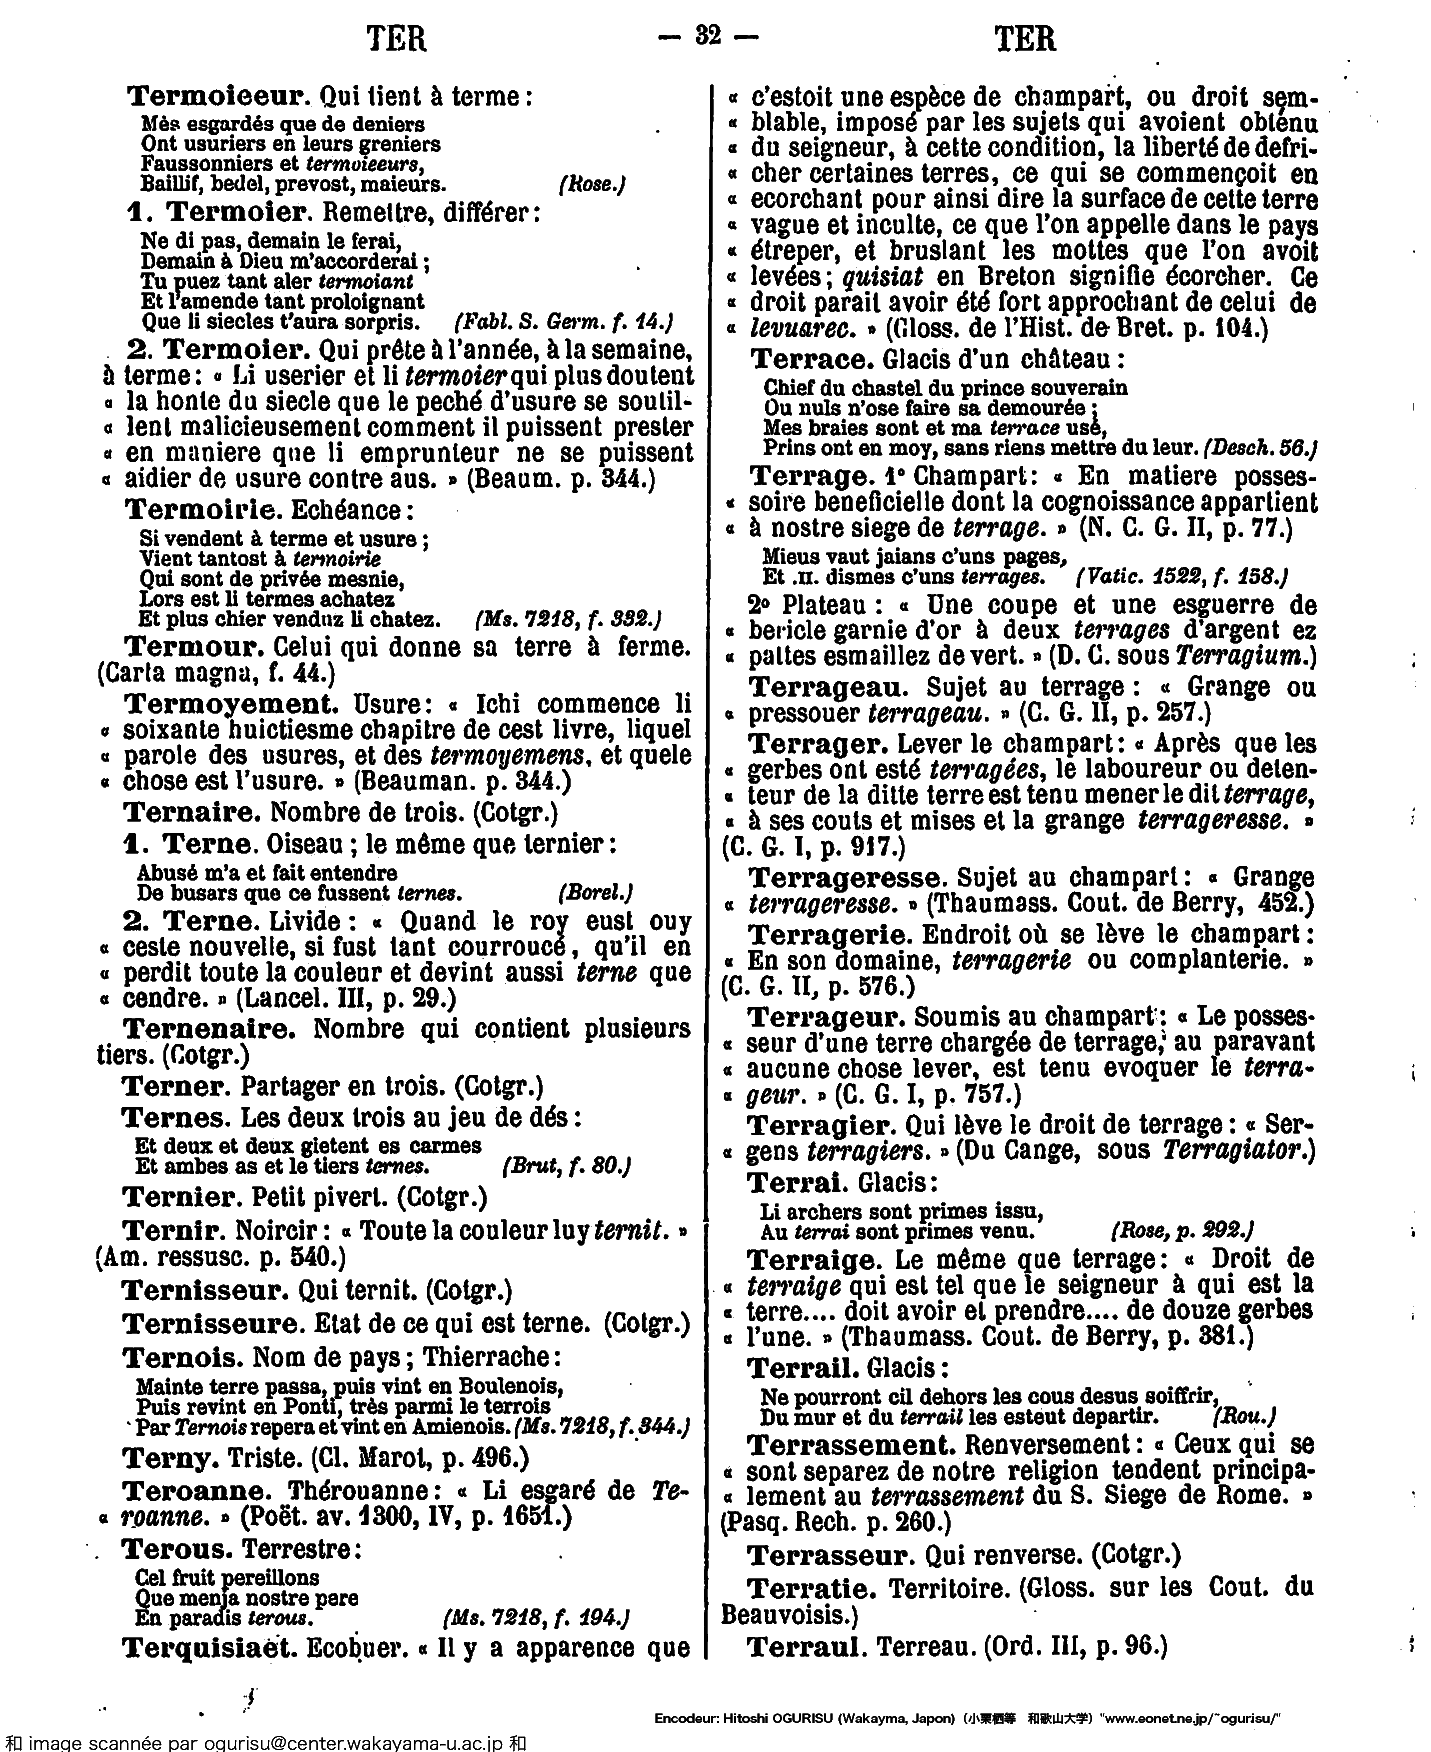 TER — 32 — TER
Termoieeur. Qui tient à terme :
Mès esgardés que de deniers
Ont usuriers en leurs greniers
Faussonniers et termoieeurs,
Baillif, bedel, prevost, maieurs. (Rose.)
1. Termoier. Remettre, différer :
Ne di pas, demain le ferai,
Demain à Dieu m'accorderai ;
Tu puez tant aler termoiant
Et l'amende tant proloignant
Que li siecles t'aura sorpris. (Fabl. S. Germ. f. 14.)
2. Termoier. Qui prête à l'année, à la semaine,
à terme : « Li userier et li termoier qui plus doutent
« la honte du siecle que le peché d'usure se soutil-
« lent malicieusement comment il puissent prester
« en maniere que li emprunteur ne se puissent
« aidier de usure contre aus. » (Beaum. p. 344.)
Termoirie. Echéance :
Si vendent à terme et usure ;
Vient tantost à termoirie
Qui sont de privée mesnie,
Lors est li termes achatez
Et plus chier venduz li chatez. (Ms. 7218, f. 332.)
Termour. Celui qui donne sa terre à ferme.
(Carta magna, f. 44.)
Termoyement. Usure : « Ichi commence li
« soixante huictiesme chapitre de cest livre, liquel
« parole des usures, et des termoyemens, et quele
« chose est l'usure. » (Beauman. p. 344.)
Ternaire. Nombre de trois. (Cotgr.)
1. Terne. Oiseau ; le même que ternier :
Abusé m'a et fait entendre
De busars que ce fussent ternes. (Borel.)
2. Terne. Livide : « Quand le roy eust ouy
« ceste nouvelle, si fust tant courroucé, qu'il en
« perdit toute la couleur et devint aussi terne que
« cendre. » (Lancel. III, p. 29.)
Ternenaire. Nombre qui contient plusieurs
tiers. (Cotgr.)
Terner. Partager en trois. (Cotgr.)
Ternes. Les deux trois au jeu de dés :
Et deux et deux gietent es carmes
Et ambes as et le tiers ternes. (Brut, f. 80.)
Ternier. Petit pivert. (Cotgr.)
Ternir. Noircir : « Toute la couleur luy ternit. »
(Am. ressusc. p. 540.)
Ternisseur. Qui ternit. (Cotgr.)
Ternisseure. Etat de ce qui est terne. (Cotgr.)
Ternois. Nom de pays ; Thierrache :
Mainte terre passa, puis vint en Boulenois,
Puis revint en Ponti, très parmi le terrois
Par Ternois repera et vint en Amienois. (Ms. 7218, f. 344.)
Terny. Triste. (Cl. Marot, p. 496.)
Teroanne. Thérouanne : « Li esgaré de Te-
« roanne. » (Poët. av. 1300, IV, p. 1651.)
Terous. Terrestre :
Cel fruit pereillons
Que menja nostre pere
En paradis terous. (Ms. 7218, f. 194.)
Terquisiaët. Ecobuer. « Il y a apparence que
« c'estoit une espèce de champart, ou droit sem-
« blable, imposé par les sujets qui avoient obtenu
« du seigneur, à cette condition, la liberté de defri-
« cher certaines terres, ce qui se commençoit en
« ecorchant pour ainsi dire la surface de cette terre
« vague et inculte, ce que l'on appelle dans le pays
« étreper, et bruslant les mottes que l'on avoit
« levées ; quisiat en Breton signifie écorcher. Ce
« droit parait avoir été fort approchant de celui de
« levuarec. » (Gloss. de l'Hist. de Bret. p. 104.)
Terrace. Glacis d'un château :
Chief du chastel du prince souverain
Ou nuls n'ose faire sa demourée ;
Mes braies sont et ma terrace usé,
Prins ont en moy, sans riens mettre du leur. (Desch. 56.)
Terrage. 1° Champart : « En matiere posses-
« soire beneficielle dont la cognoissance appartient
« à nostre siege de terrage. » (N. C. G. II, p. 77.)
Mieus vaut jaians c'uns pages,
Et .II. dismes c'uns terrages. (Vatic. 1522, f. 158.)
2° Plateau : « Une coupe et une esguerre de
« bericle garnie d'or à deux terrages d'argent ez
« pattes esmaillez de vert. » (D. C. sous Terragium.)
Terrageau. Sujet au terrage : « Grange ou
« pressouer terrageau. » (C. G. II, p. 257.)
Terrager. Lever le champart : « Après que les
« gerbes ont esté terragées, le laboureur ou deten-
« teur de la ditte terre est tenu mener le dit terrage,
« à ses couts et mises et la grange terrageresse. »
(C. G. I, p. 917.)
Terrageresse. Sujet au champart : « Grange
« terrageresse. » (Thaumass. Cout. de Berry, 452.)
Terragerie. Endroit où se lève le champart :
« En son domaine, terragerie ou complanterie. »
(C. G. II, p. 576.)
Terrageur. Soumis au champart : « Le posses-
« seur d'une terre chargée de terrage, au paravant
« aucune chose lever, est tenu evoquer le terra-
« geur. » (C. G. I, p. 757.)
Terragier. Qui lève le droit de terrage : « Ser-
« gens terragiers. » (Du Cange, sous Terragiator.)
Terrai. Glacis :
Li archers sont primes issu,
Au terrai sont primes venu. (Rose, p. 292.)
Terraige. Le même que terrage : « Droit de
« terraige qui est tel que le seigneur à qui est la
« terre.... doit avoir et prendre.... de douze gerbes
« l'une. » (Thaumass. Cout. de Berry, p. 381.)
Terrail. Glacis :
Ne pourront cil dehors les cous desus soiffrir,
Du mur et du terrail les esteut departir. (Rou.)
Terrassement. Renversement : « Ceux qui se
« sont separez de notre religion tendent principa-
« lement au terrassement du S. Siege de Rome. »
(Pasq. Rech. p. 260.)
Terrasseur. Qui renverse. (Cotgr.)
Terratie. Territoire. (Gloss. sur les Cout. du
Beauvoisis.)
Terraul. Terreau. (Ord. III, p. 96.)
Encodeur: Hitoshi OGURISU (Wakayma, Japon) (小栗栖等 和歌山大学) "www.eonet.ne.jp/~ogurisu/"
和 image scannée par ogurisu@center.wakayama-u.ac.jp 和